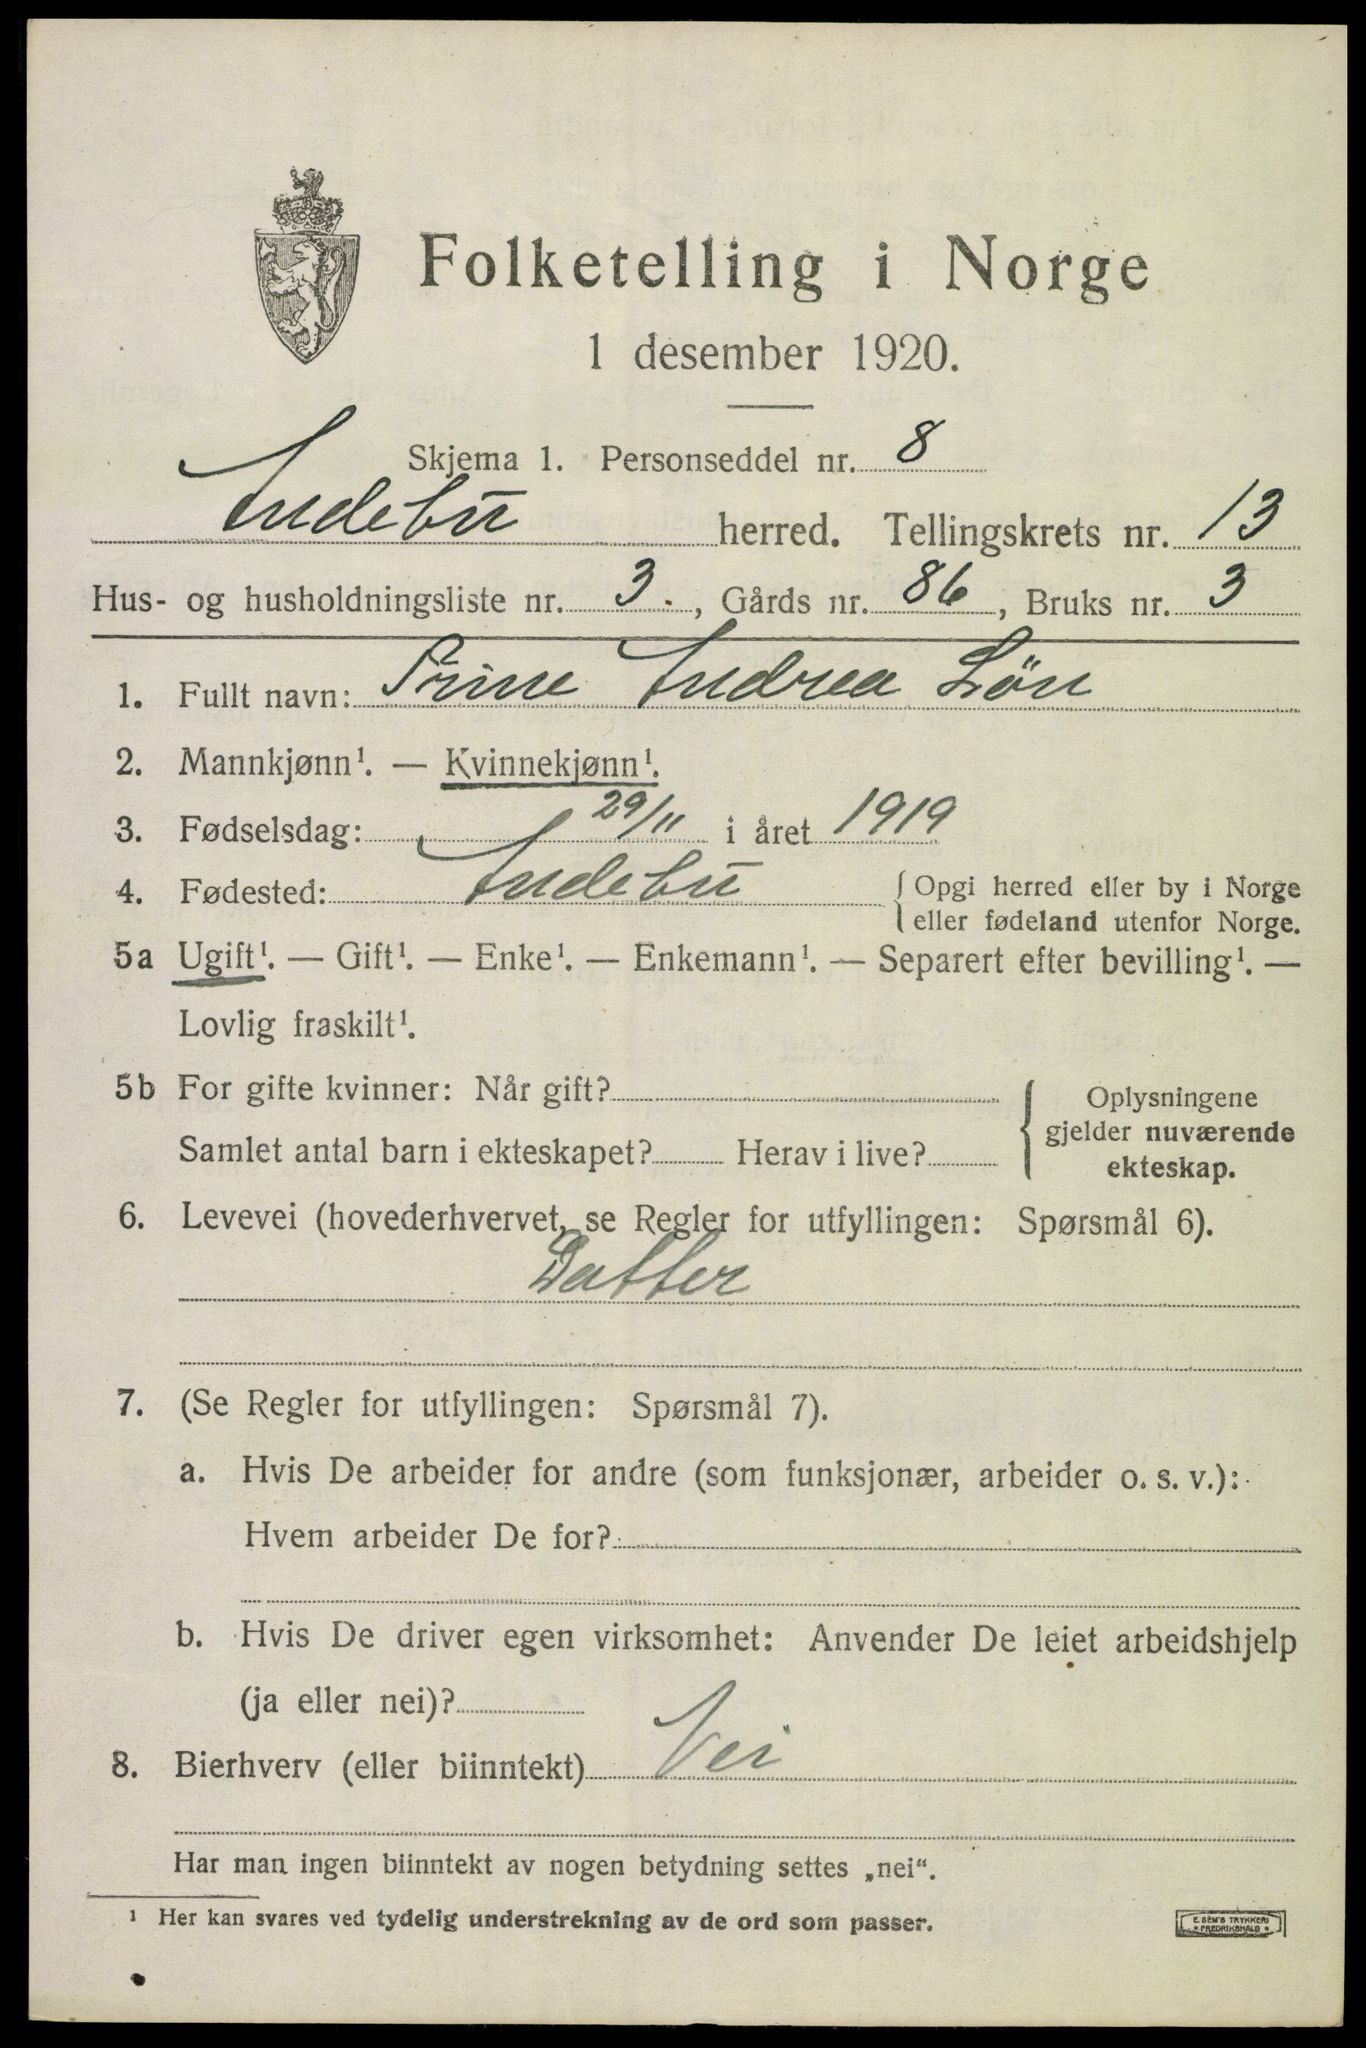 Folketelling i Norge
1 desember 1920.
Skjema 1. Personseddel nr. 8
Andebu herred. Tellingskrets nr. 13
Hus- og husholdningsliste nr. 3. , Gårds nr. 86, Bruks nr. 3
1. Fullt navn: Trine Andrea Løn
2. Mannkjønn¹. — Kvinnekjønn¹.
3. Fødselsdag: 29/11 i året 1919
4. Fødested: Andebu {Opgi herred eller by i Norge
eller fødeland utenfor Norge.
5a Ugift¹. — Gift¹. — Enke¹. — Enkemann¹. — Separert efter bevilling¹. —
Lovlig fraskilt¹.
5b For gifte kvinner: Når gift?
Samlet antal barn i ekteskapet? Herav i live?
Oplysningene
gjelder nuværende
ekteskap.
6. Levevei (hovederhvervet, se Regler for utfyllingen: Spørsmål 6).
Datter
7. (Se Regler for utfyllingen: Spørsmål 7).
a. Hvis De arbeider for andre (som funksjonær, arbeider o. s. v.):
Hvem arbeider De for?
b. Hvis De driver egen virksomhet: Anvender De leiet arbeidshjelp
(ja eller nei)?
8. Bierhverv (eller biinntekt) Nei
Har man ingen biinntekt av nogen betydning settes „nei“.
¹ Her kan svares ved tydelig understrekning av de ord som passer.
E. SEM'S TRYKKERI
* FREDRIKSHALD *